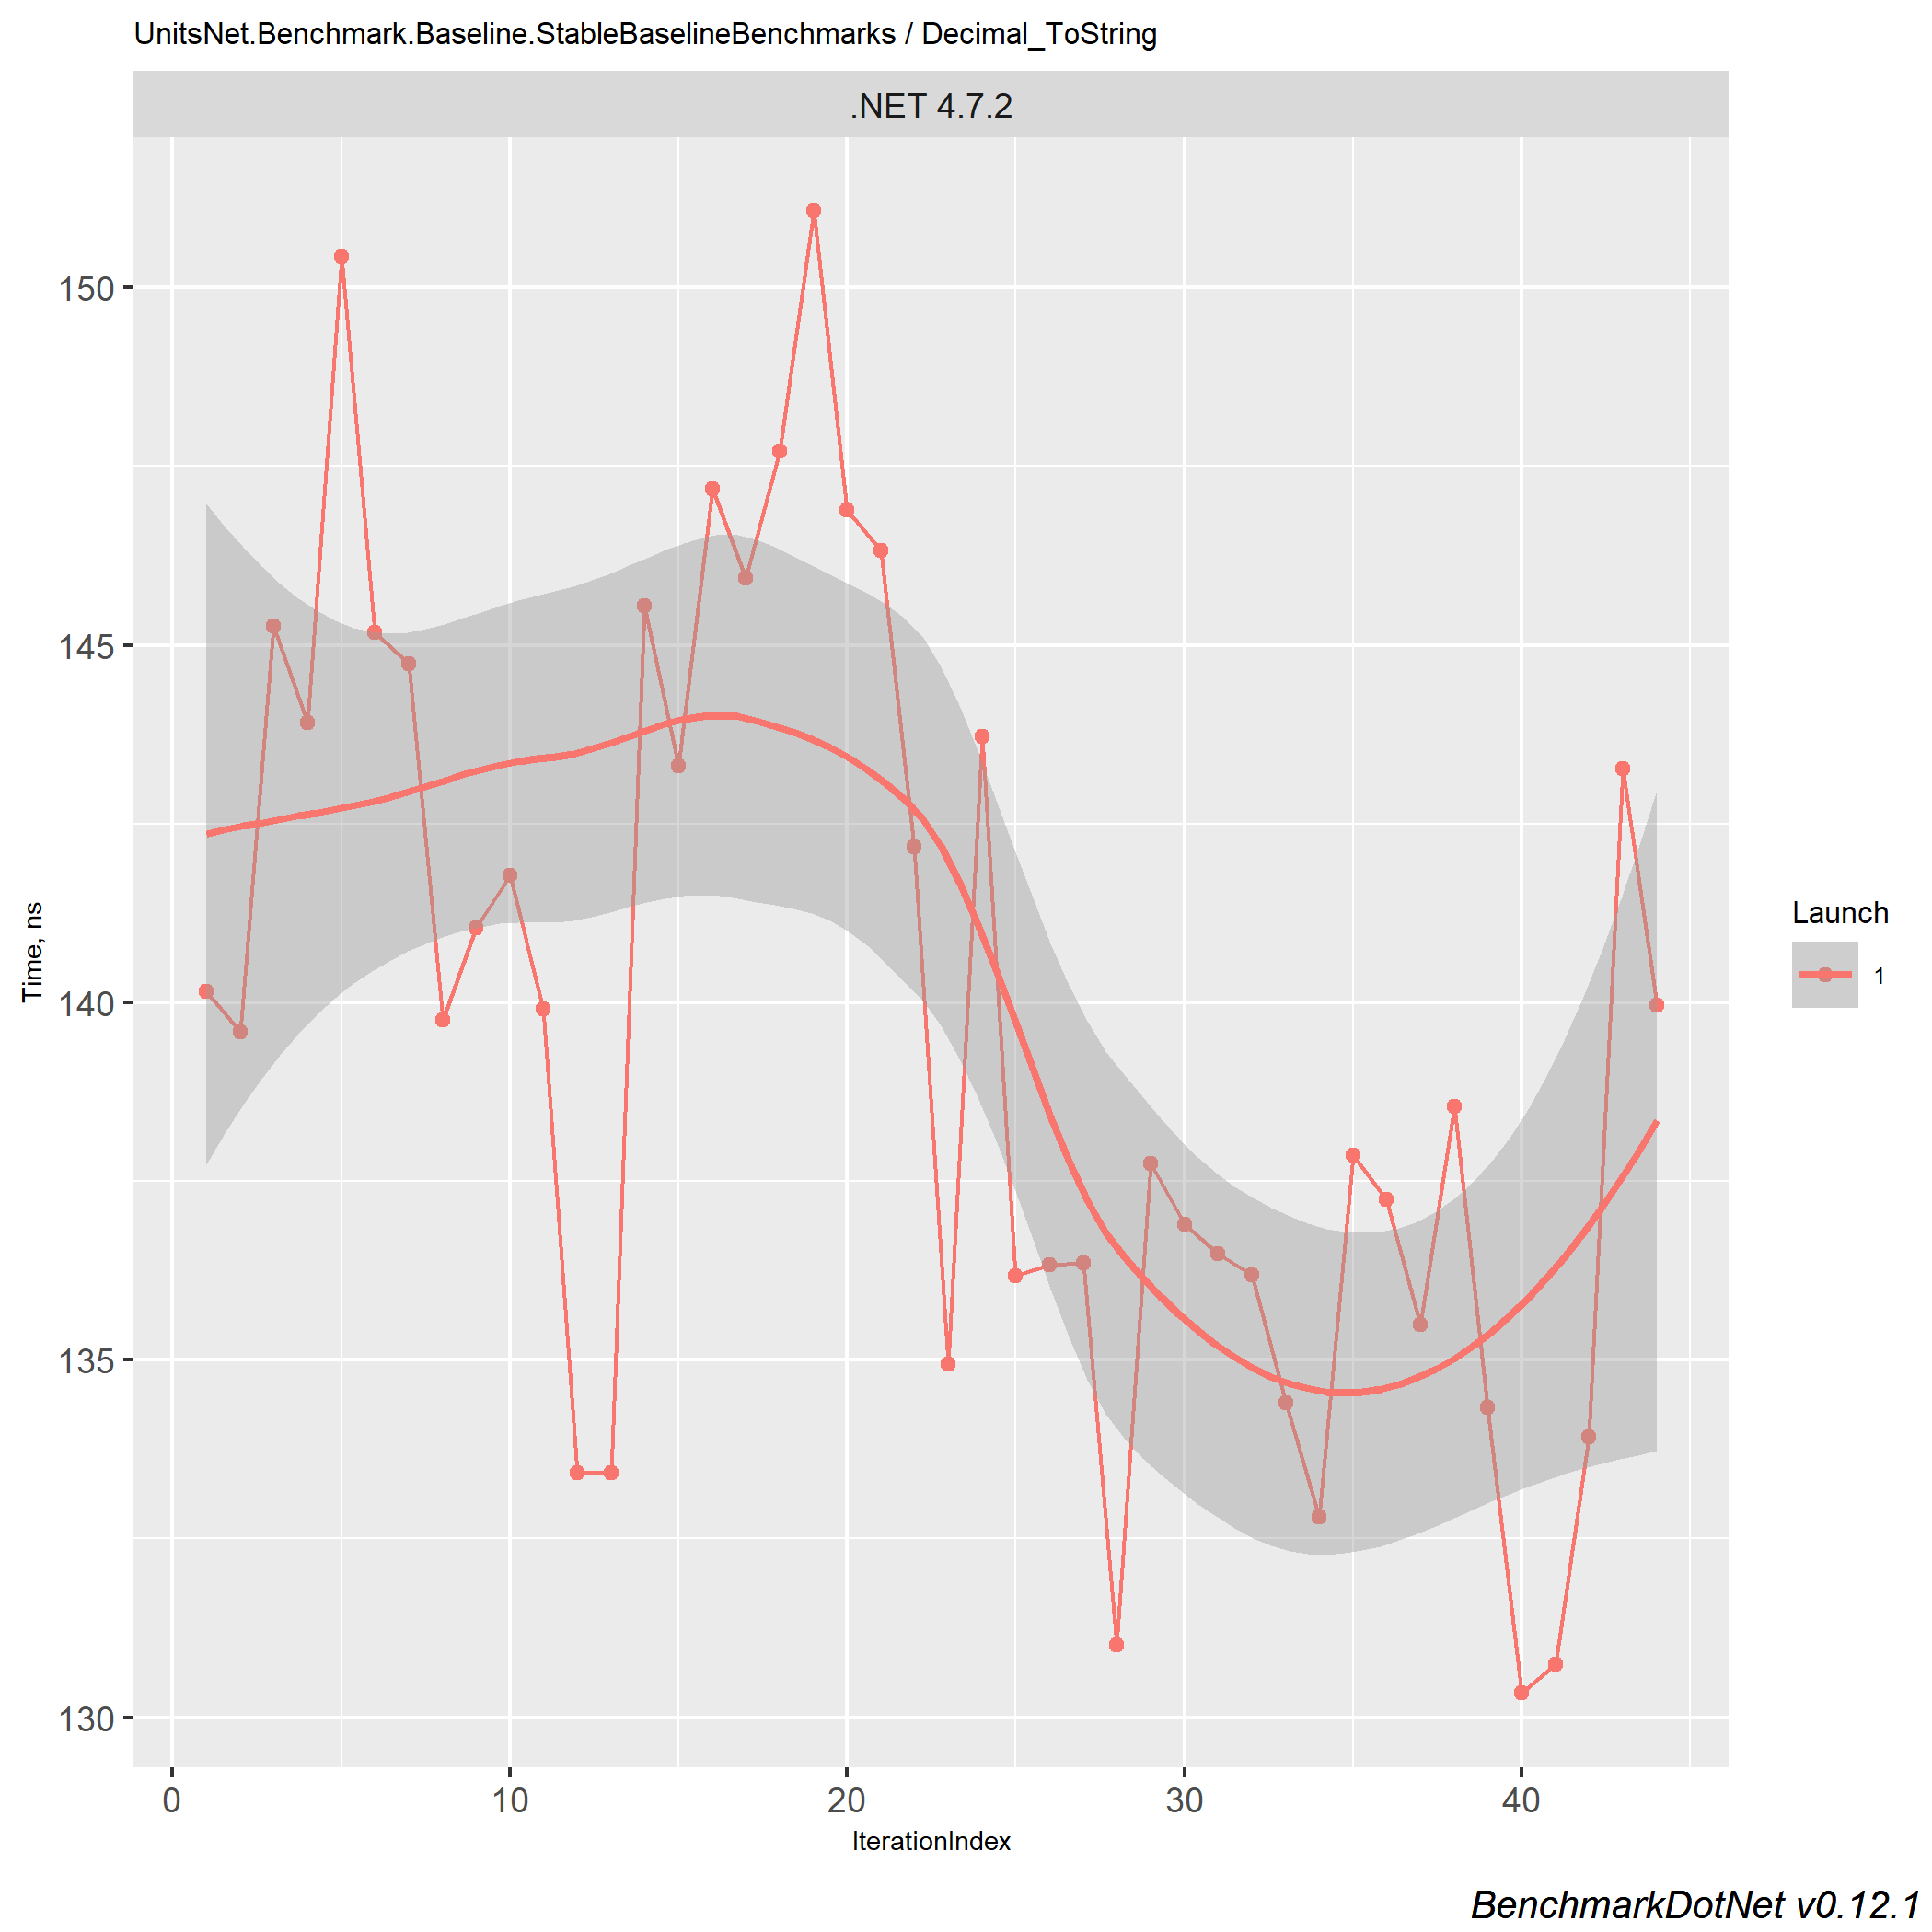 UnitsNet.Benchmark.Baseline.StableBaselineBenchmarks / Decimal_ToString
.NET 4.7.2
150
145
140
135
130
Time, ns
0 10 20 30 40
IterationIndex
Launch
1
BenchmarkDotNet v0.12.1